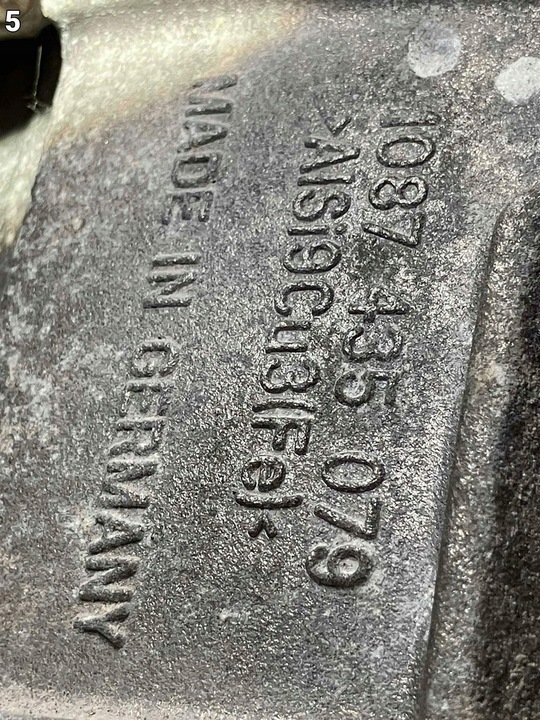 5
1087 435 079
>AlSi9Cu3(Fe)<
MADE IN GERMANY